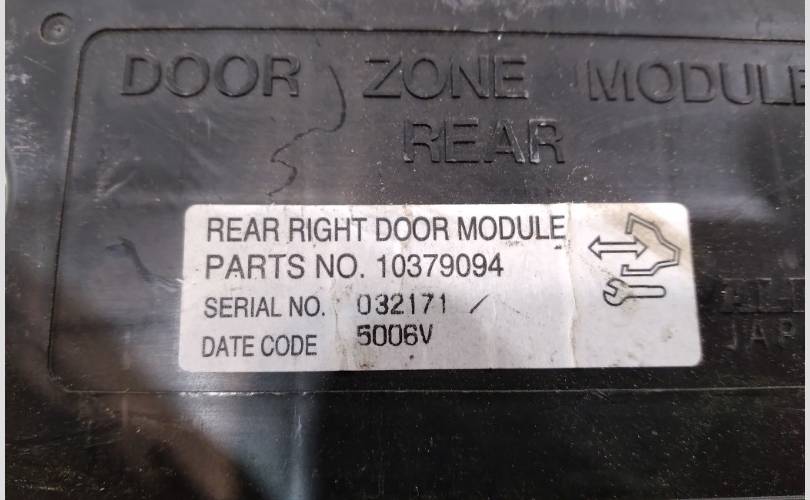 DOOR ZONE MODULE
REAR
REAR RIGHT DOOR MODULE
PARTS NO. 10379094
SERIAL NO. 032171
DATE CODE 5006V